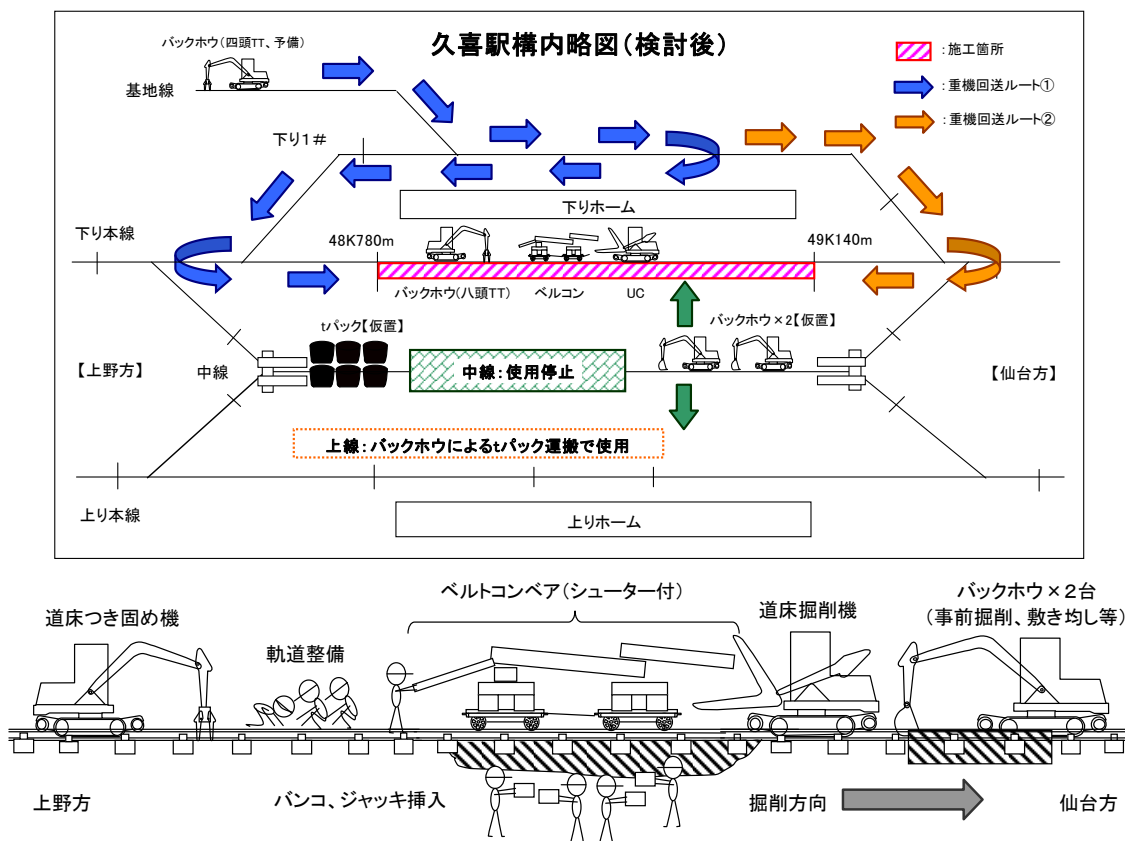 久喜駅構内略図(検討後)
バックホウ(四頭TT、予備)
基地線
:施工箇所
:重機回送ルート①
:重機回送ルート②
下り1#
下りホーム
下り本線
48K780m
49K140m
バックホウ(八頭TT)
ベルコン
UC
tパック【仮置】
バックホウ×2【仮置】
【上野方】
中線
中線:使用停止
【仙台方】
上線:バックホウによるtパック運搬で使用
上り本線
上りホーム
ベルトコンベア(シューター付)
道床つき固め機
軌道整備
道床掘削機
バックホウ×2台
(事前掘削、敷き均し等)
上野方
バンコ、ジャッキ挿入
掘削方向
仙台方